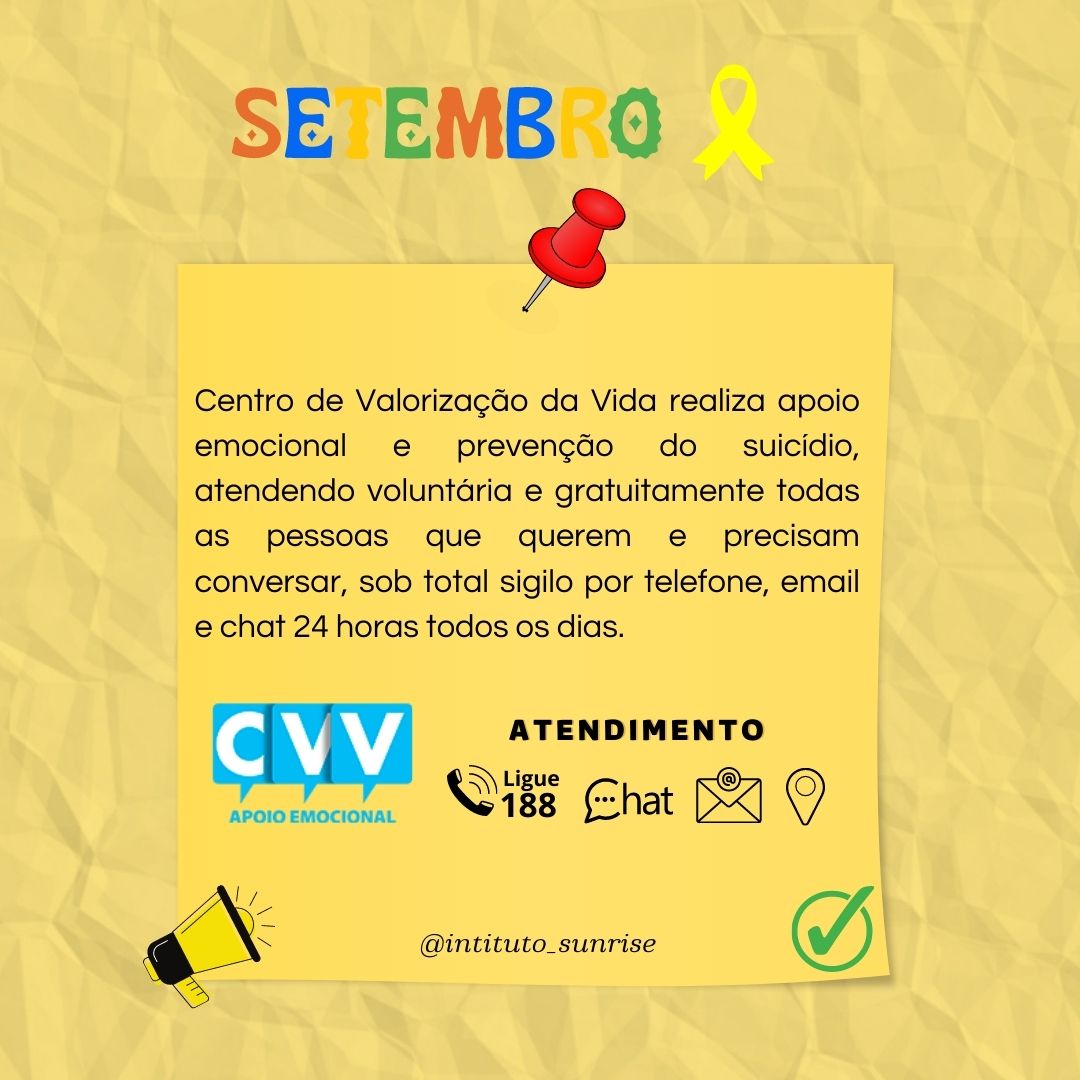 SETEMBRO
Centro de Valorização da Vida realiza apoio
emocional e prevenção do suicídio,
atendendo voluntária e gratuitamente todas
as pessoas que querem e precisam
conversar, sob total sigilo por telefone, email
e chat 24 horas todos os dias.
CVV
APOIO EMOCIONAL
ATENDIMENTO
Ligue
188
Chat
@
@intituto_sunrise